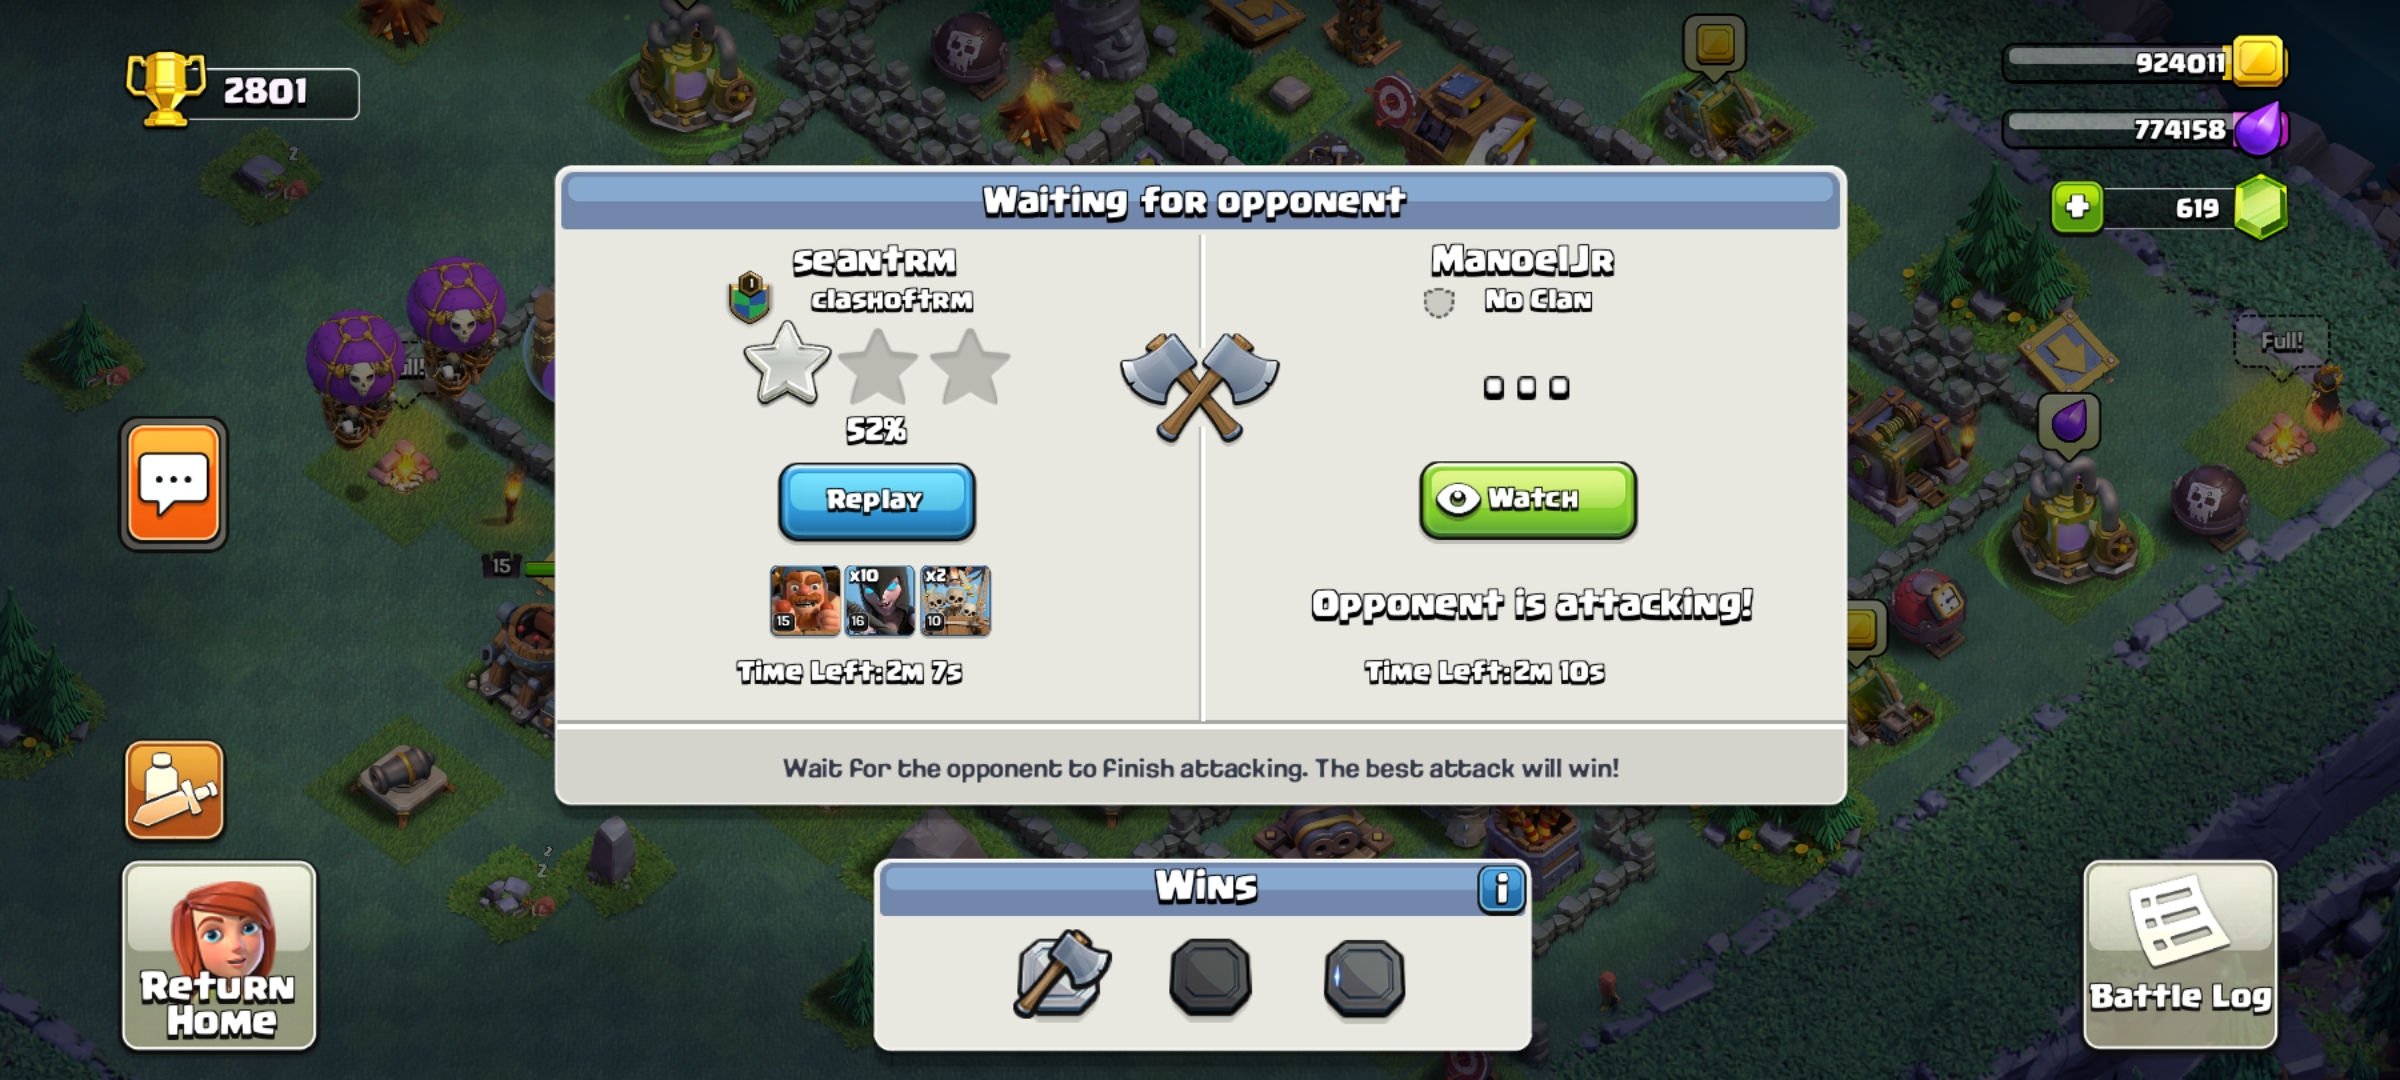 2801
924011
774158
619
Waiting for opponent
seantrm
1
clashoftrm
52%
Replay
15
x10
16
x2
10
Time Left:2m 7s
ManoelJr
No Clan
Watch
Opponent is attacking!
Time Left:2m 10s
Wait for the opponent to finish attacking. The best attack will win!
Full!
15
z
z
z
Wins
i
Return
Home
Battle Log